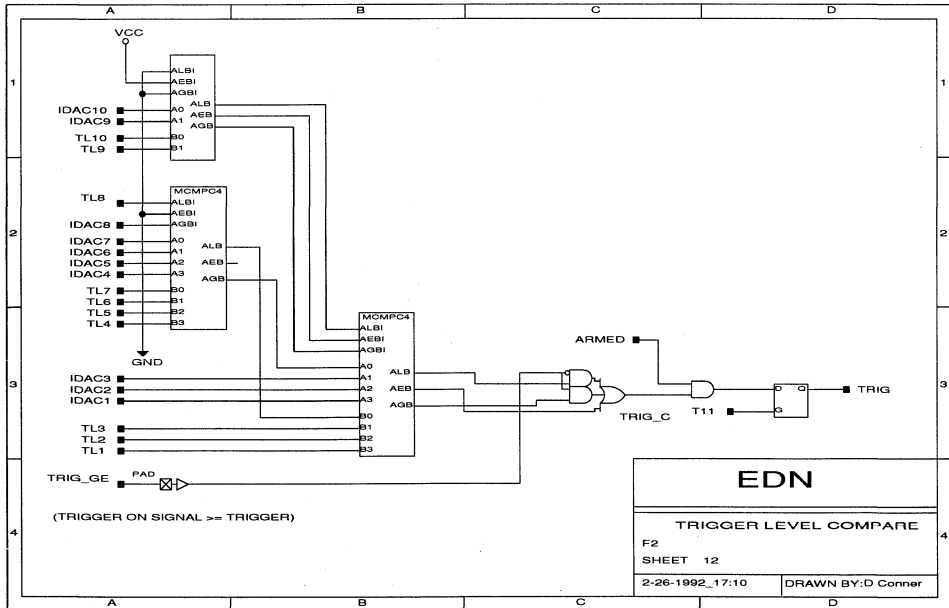 A B C D
VCC
1 1
ALBI
AEBI
AGBI
ALB
IDAC10 A0
AEB
IDAC9 A1
AGB
TL10 B0
TL9 B1
MCMPC4
TL8 ALBI
AEBI
IDAC8 AGBI
2 2
IDAC7 A0
ALB
IDAC6 A1
IDAC5 A2 AEB
IDAC4 A3
AGB
TL7 B0
TL6 B1
TL5 B2
TL4 B3
GND
MCMPC4
ALBI
AEBI
AGBI
A0
ALB
IDAC3 A1
IDAC2 A2 AEB
IDAC1 A3
AGB
B0
TL3 B1
TL2 B2
TL1 B3
3 3
ARMED
TRIG_C
T11
D Q
G
TRIG
TRIG_GE PAD
(TRIGGER ON SIGNAL >= TRIGGER)
4 4
EDN
TRIGGER LEVEL COMPARE
F2
SHEET 12
2-26-1992_17:10 DRAWN BY:D Conner
A B C D